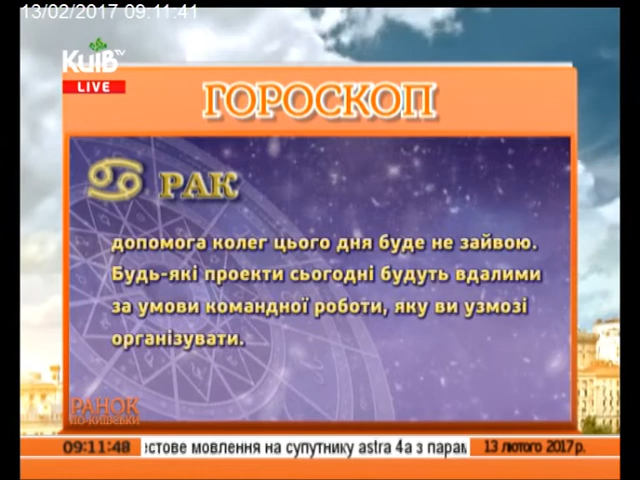 13/02/2017 09:11:41
КиїВ TV
LIVE
ГОРОСКОП
РАК
допомога колег цього дня буде не зайвою.
Будь-які проекти сьогодні будуть вдалими
за умови командної роботи, яку ви узмозі
організувати.
РАНОК
ПО-КИЇВСЬКИ
09:11:48
естове мовлення на супутнику astra 4a з парам
13 лютого 2017р.